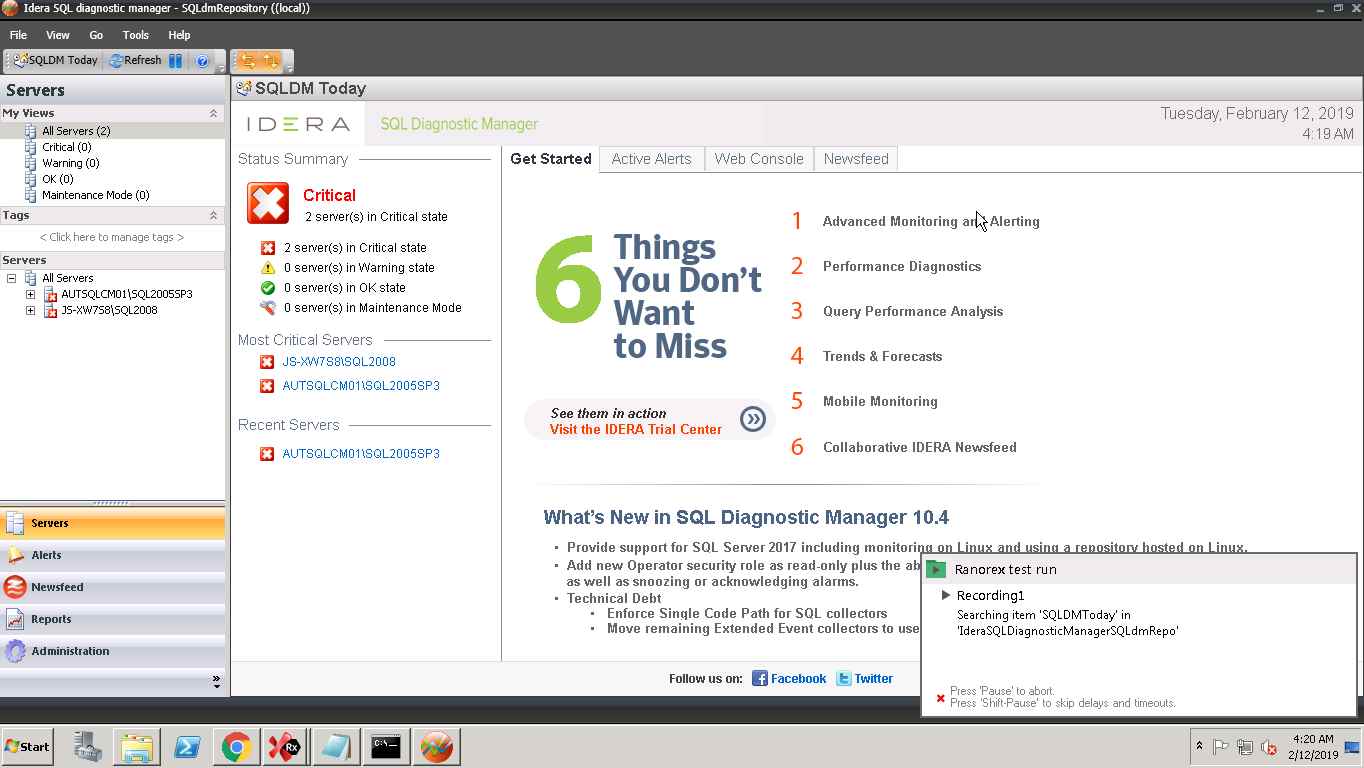 Idera SQL diagnostic manager - SQLdmRepository ((local))
File View Go Tools Help
SQLDM Today Refresh
Servers
My Views
All Servers (2)
Critical (0)
Warning (0)
OK (0)
Maintenance Mode (0)
Tags
< Click here to manage tags >
Servers
All Servers
AUTSQLCM01\SQL2005SP3
JS-XW7S8\SQL2008
Servers
Alerts
Newsfeed
Reports
Administration
SQLDM Today
IDERA
SQL Diagnostic Manager
Tuesday, February 12, 2019
4:19 AM
Status Summary
Critical
2 server(s) in Critical state
2 server(s) in Critical state
0 server(s) in Warning state
0 server(s) in OK state
0 server(s) in Maintenance Mode
Most Critical Servers
JS-XW7S8\SQL2008
AUTSQLCM01\SQL2005SP3
Recent Servers
AUTSQLCM01\SQL2005SP3
Get Started Active Alerts Web Console Newsfeed
6 Things
You Don't
Want
to Miss
See them in action
Visit the IDERA Trial Center
1 Advanced Monitoring and Alerting
2 Performance Diagnostics
3 Query Performance Analysis
4 Trends & Forecasts
5 Mobile Monitoring
6 Collaborative IDERA Newsfeed
What's New in SQL Diagnostic Manager 10.4
• Provide support for SQL Server 2017 including monitoring on Linux and using a repository hosted on Linux.
• Add new Operator security role as read-only plus the ab
as well as snoozing or acknowledging alarms.
• Technical Debt
• Enforce Single Code Path for SQL collectors
• Move remaining Extended Event collectors to use
Follow us on: Facebook Twitter
Ranorex test run
Recording1
Searching item 'SQLDMToday' in
'IderaSQLDiagnosticManagerSQLdmRepo'
Press 'Pause' to abort.
Press 'Shift-Pause' to skip delays and timeouts.
Start
Rx
C:\
4:20 AM
2/12/2019